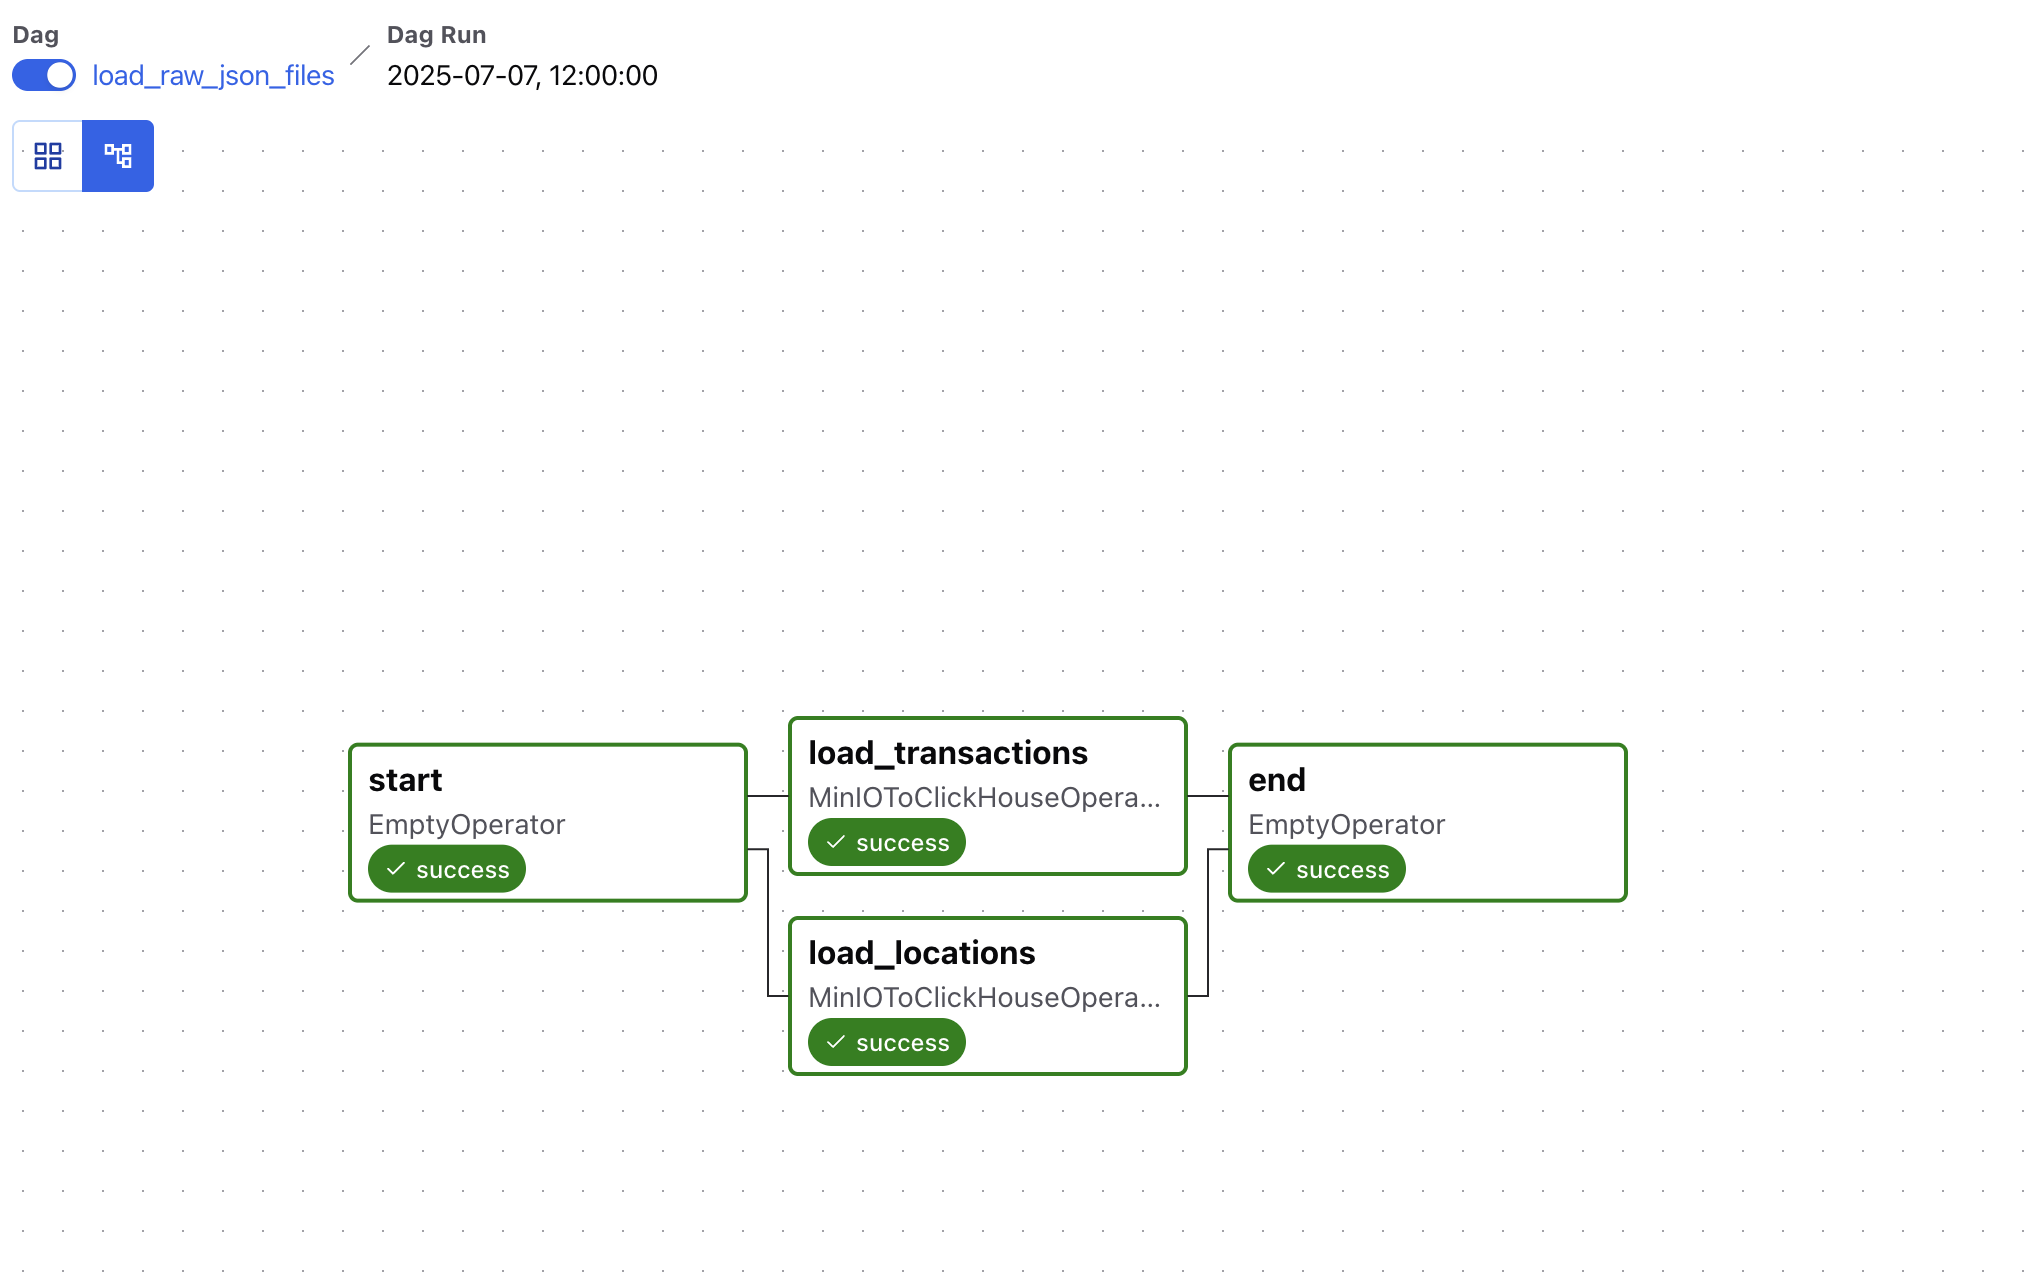 Dag
load_raw_json_files
Dag Run
2025-07-07, 12:00:00
start
EmptyOperator
success
load_transactions
MinIOToClickHouseOpera...
success
load_locations
MinIOToClickHouseOpera...
success
end
EmptyOperator
success